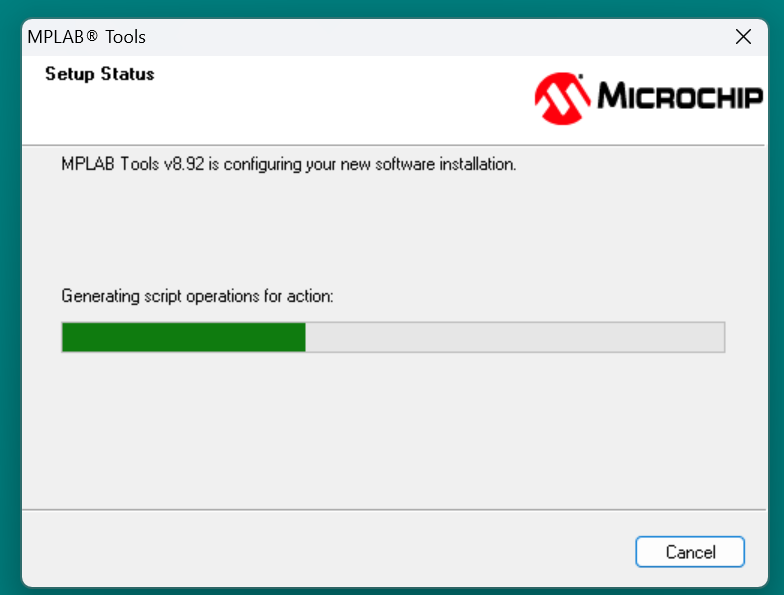 MPLAB® Tools
Setup Status
MICROCHIP
MPLAB Tools v8.92 is configuring your new software installation.
Generating script operations for action:
Cancel